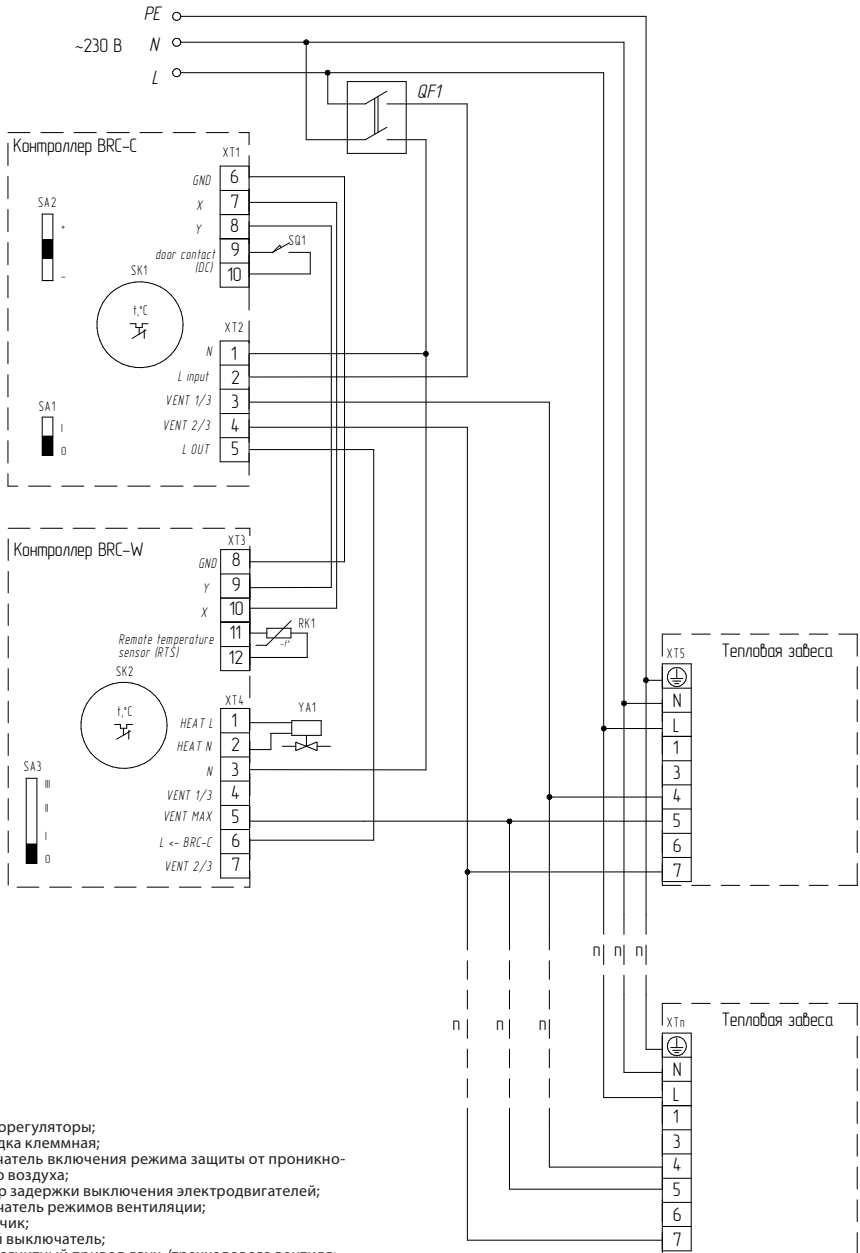 PE
~230 В N
L
QF1
Контроллер BRC-C
XT1
GND 6
X 7
Y 8
door contact (DC) 9
10
SQ1
SA2
+
-
SK1
t,°C
XT2
N 1
L input 2
VENT 1/3 3
VENT 2/3 4
L OUT 5
SA1
I
0
Контроллер BRC-W
XT3
GND 8
Y 9
X 10
Remote temperature sensor (RTS) 11
12
RK1
-t°
SK2
t,°C
XT4
HEAT L 1
HEAT N 2
N 3
VENT 1/3 4
VENT MAX 5
L <- BRC-C 6
VENT 2/3 7
YA1
SA3
III
II
I
0
XT5 Тепловая завеса
N
L
1
3
4
5
6
7
п п п
п п п
XTn Тепловая завеса
N
L
1
3
4
5
6
7
орегуляторы;
дка клеммная;
чатель включения режима защиты от проникно-
о воздуха;
р задержки выключения электродвигателей;
чатель режимов вентиляции;
чик;
й выключатель;